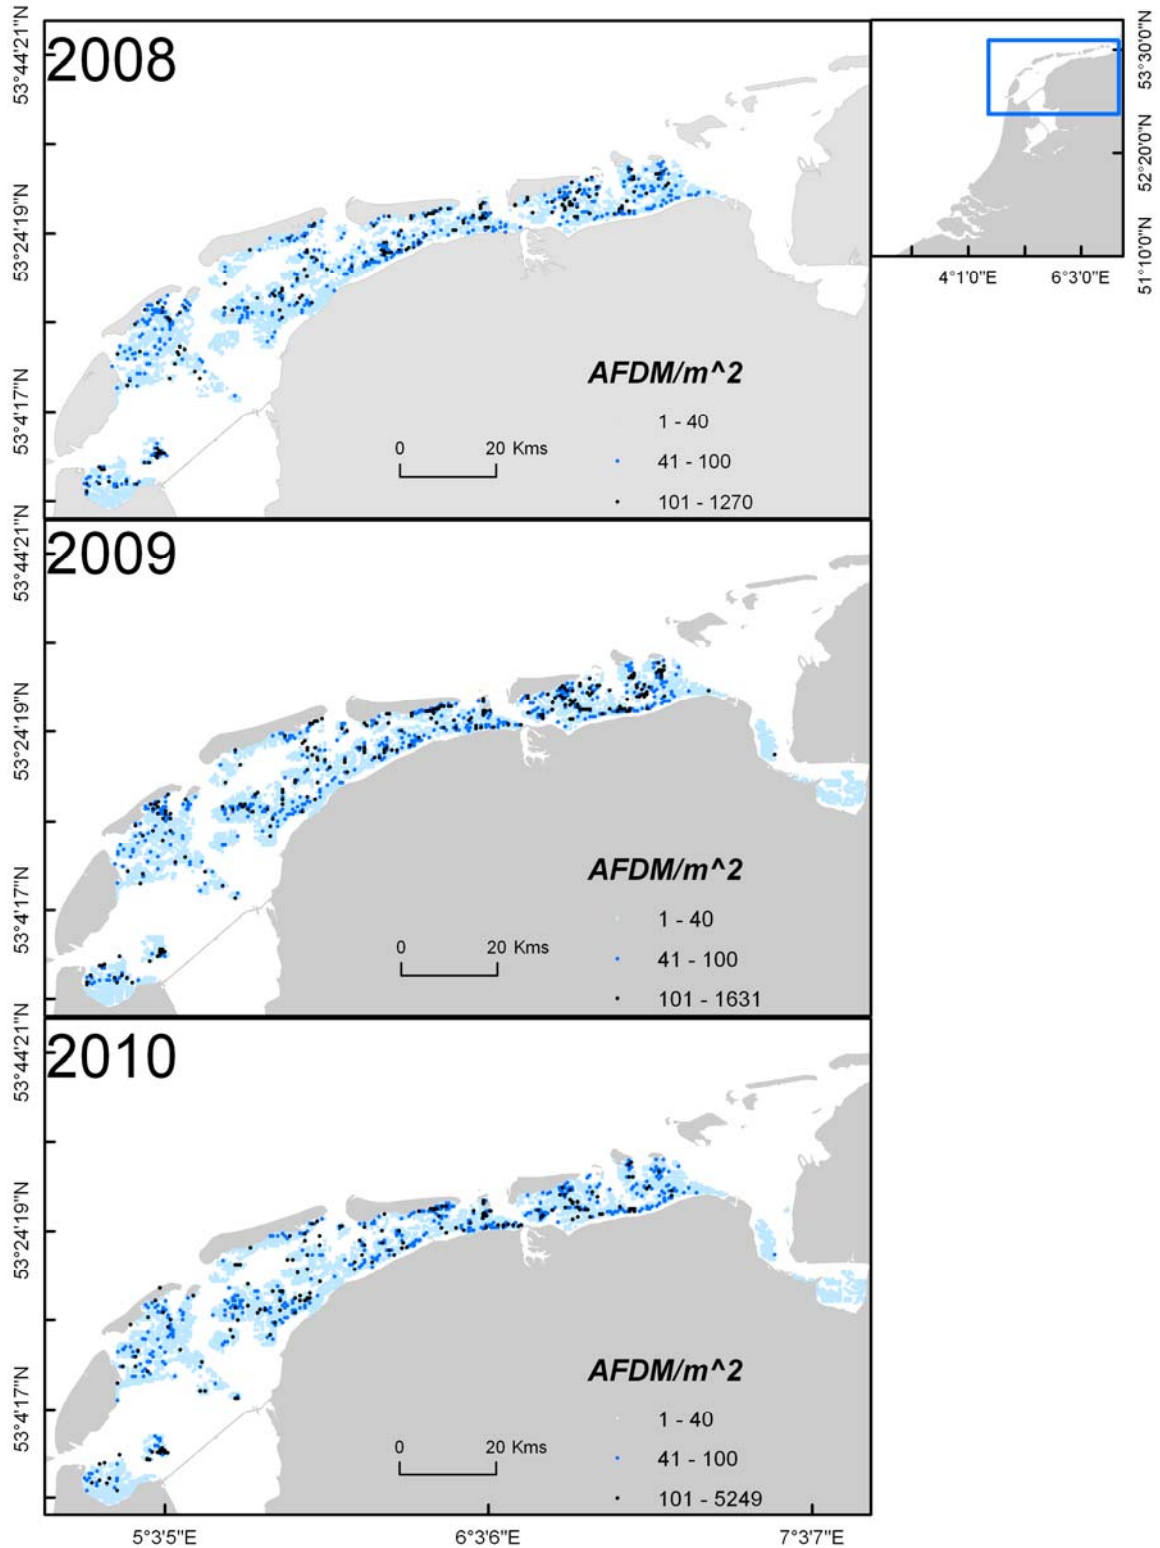 2008
53°44'21"N
53°24'19"N
53°4'17"N
AFDM/m^2
1 - 40
41 - 100
101 - 1270
0 20 Kms
53°30'0"N
52°20'0"N
51°10'0"N
4°1'0"E 6°3'0"E
2009
53°44'21"N
53°24'19"N
53°4'17"N
AFDM/m^2
1 - 40
41 - 100
101 - 1631
0 20 Kms
2010
53°44'21"N
53°24'19"N
53°4'17"N
AFDM/m^2
1 - 40
41 - 100
101 - 5249
0 20 Kms
5°3'5"E 6°3'6"E 7°3'7"E